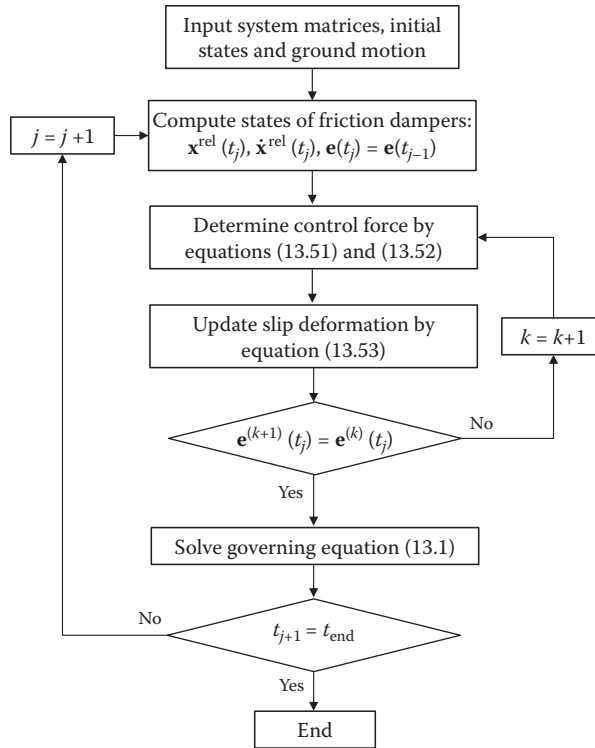 Input system matrices, initial
states and ground motion
j = j +1
Compute states of friction dampers:
x^rel (t_j), ẋ^rel (t_j), e(t_j) = e(t_{j−1})
Determine control force by
equations (13.51) and (13.52)
Update slip deformation by
equation (13.53)
k = k+1
e^(k+1) (t_j) = e^(k) (t_j)
No
Yes
Solve governing equation (13.1)
No
t_{j+1} = t_end
Yes
End